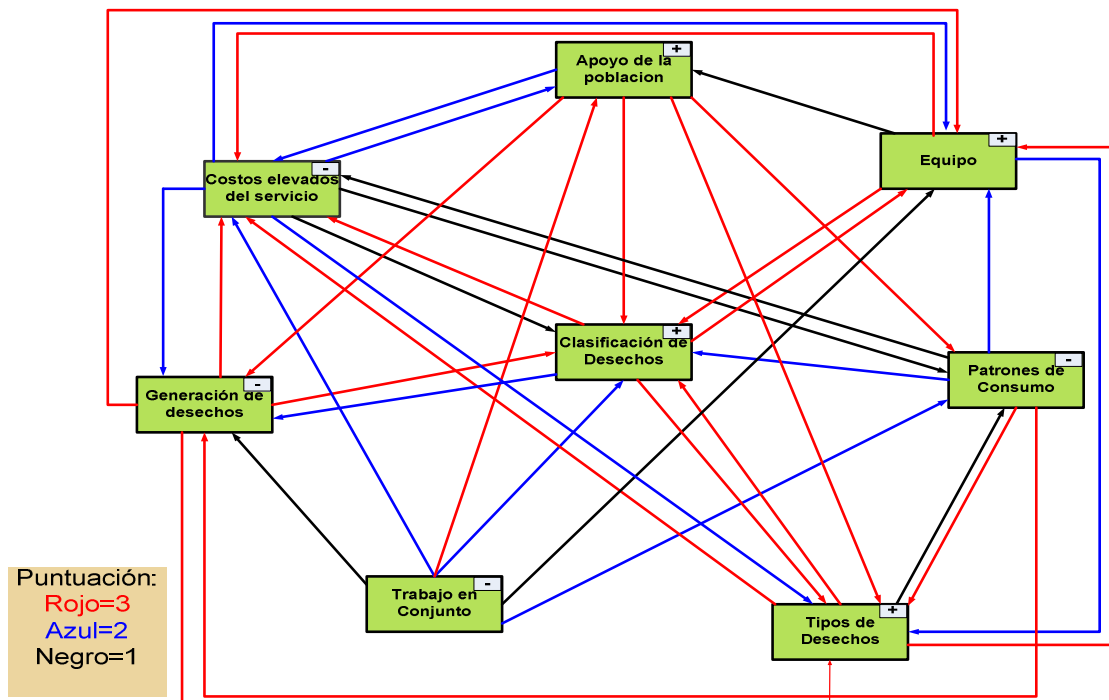 +
Apoyo de la
poblacion
+
Equipo
-
Costos elevados
del servicio
+
Clasificación de
Desechos
-
Patrones de
Consumo
-
Generación de
desechos
-
Trabajo en
Conjunto
+
Tipos de
Desechos
Puntuación:
Rojo=3
Azul=2
Negro=1